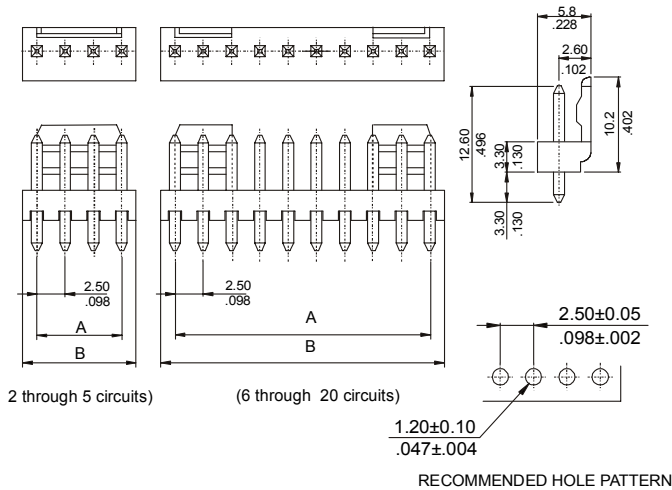 5.8
.228
2.60
.102
12.60
.496
3.30
.130
10.2
.402
3.30
.130
2.50
.098
A
B
2.50
.098
A
B
2 through 5 circuits)
(6 through 20 circuits)
2.50±0.05
.098±.002
1.20±0.10
.047±.004
RECOMMENDED HOLE PATTERN